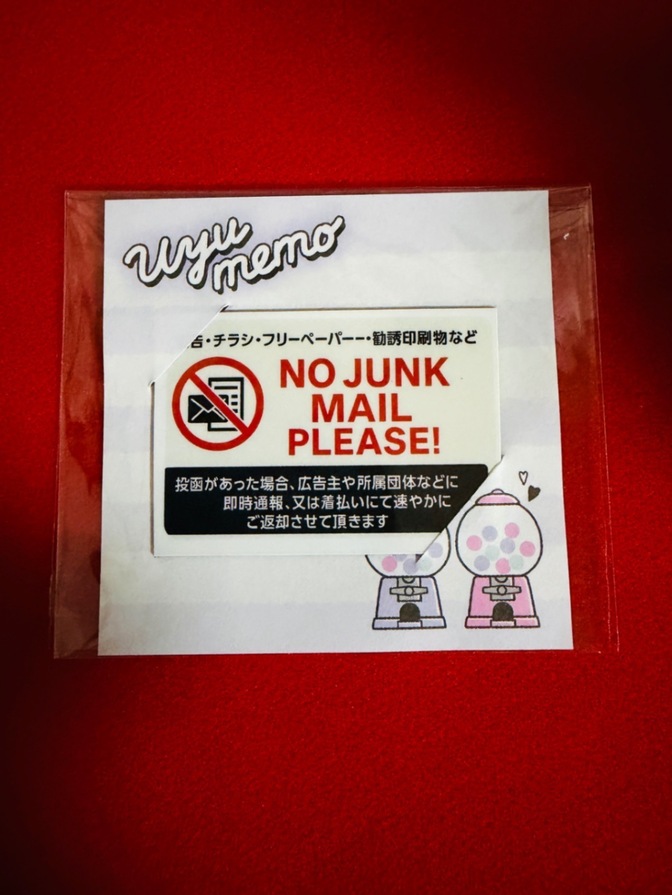 uyu
memo
告・チラシ・フリーペーパー・勧誘印刷物など
NO JUNK
MAIL
PLEASE!
投函があった場合、広告主や所属団体などに
即時通報、又は着払いにて速やかに
ご返却させて頂きます